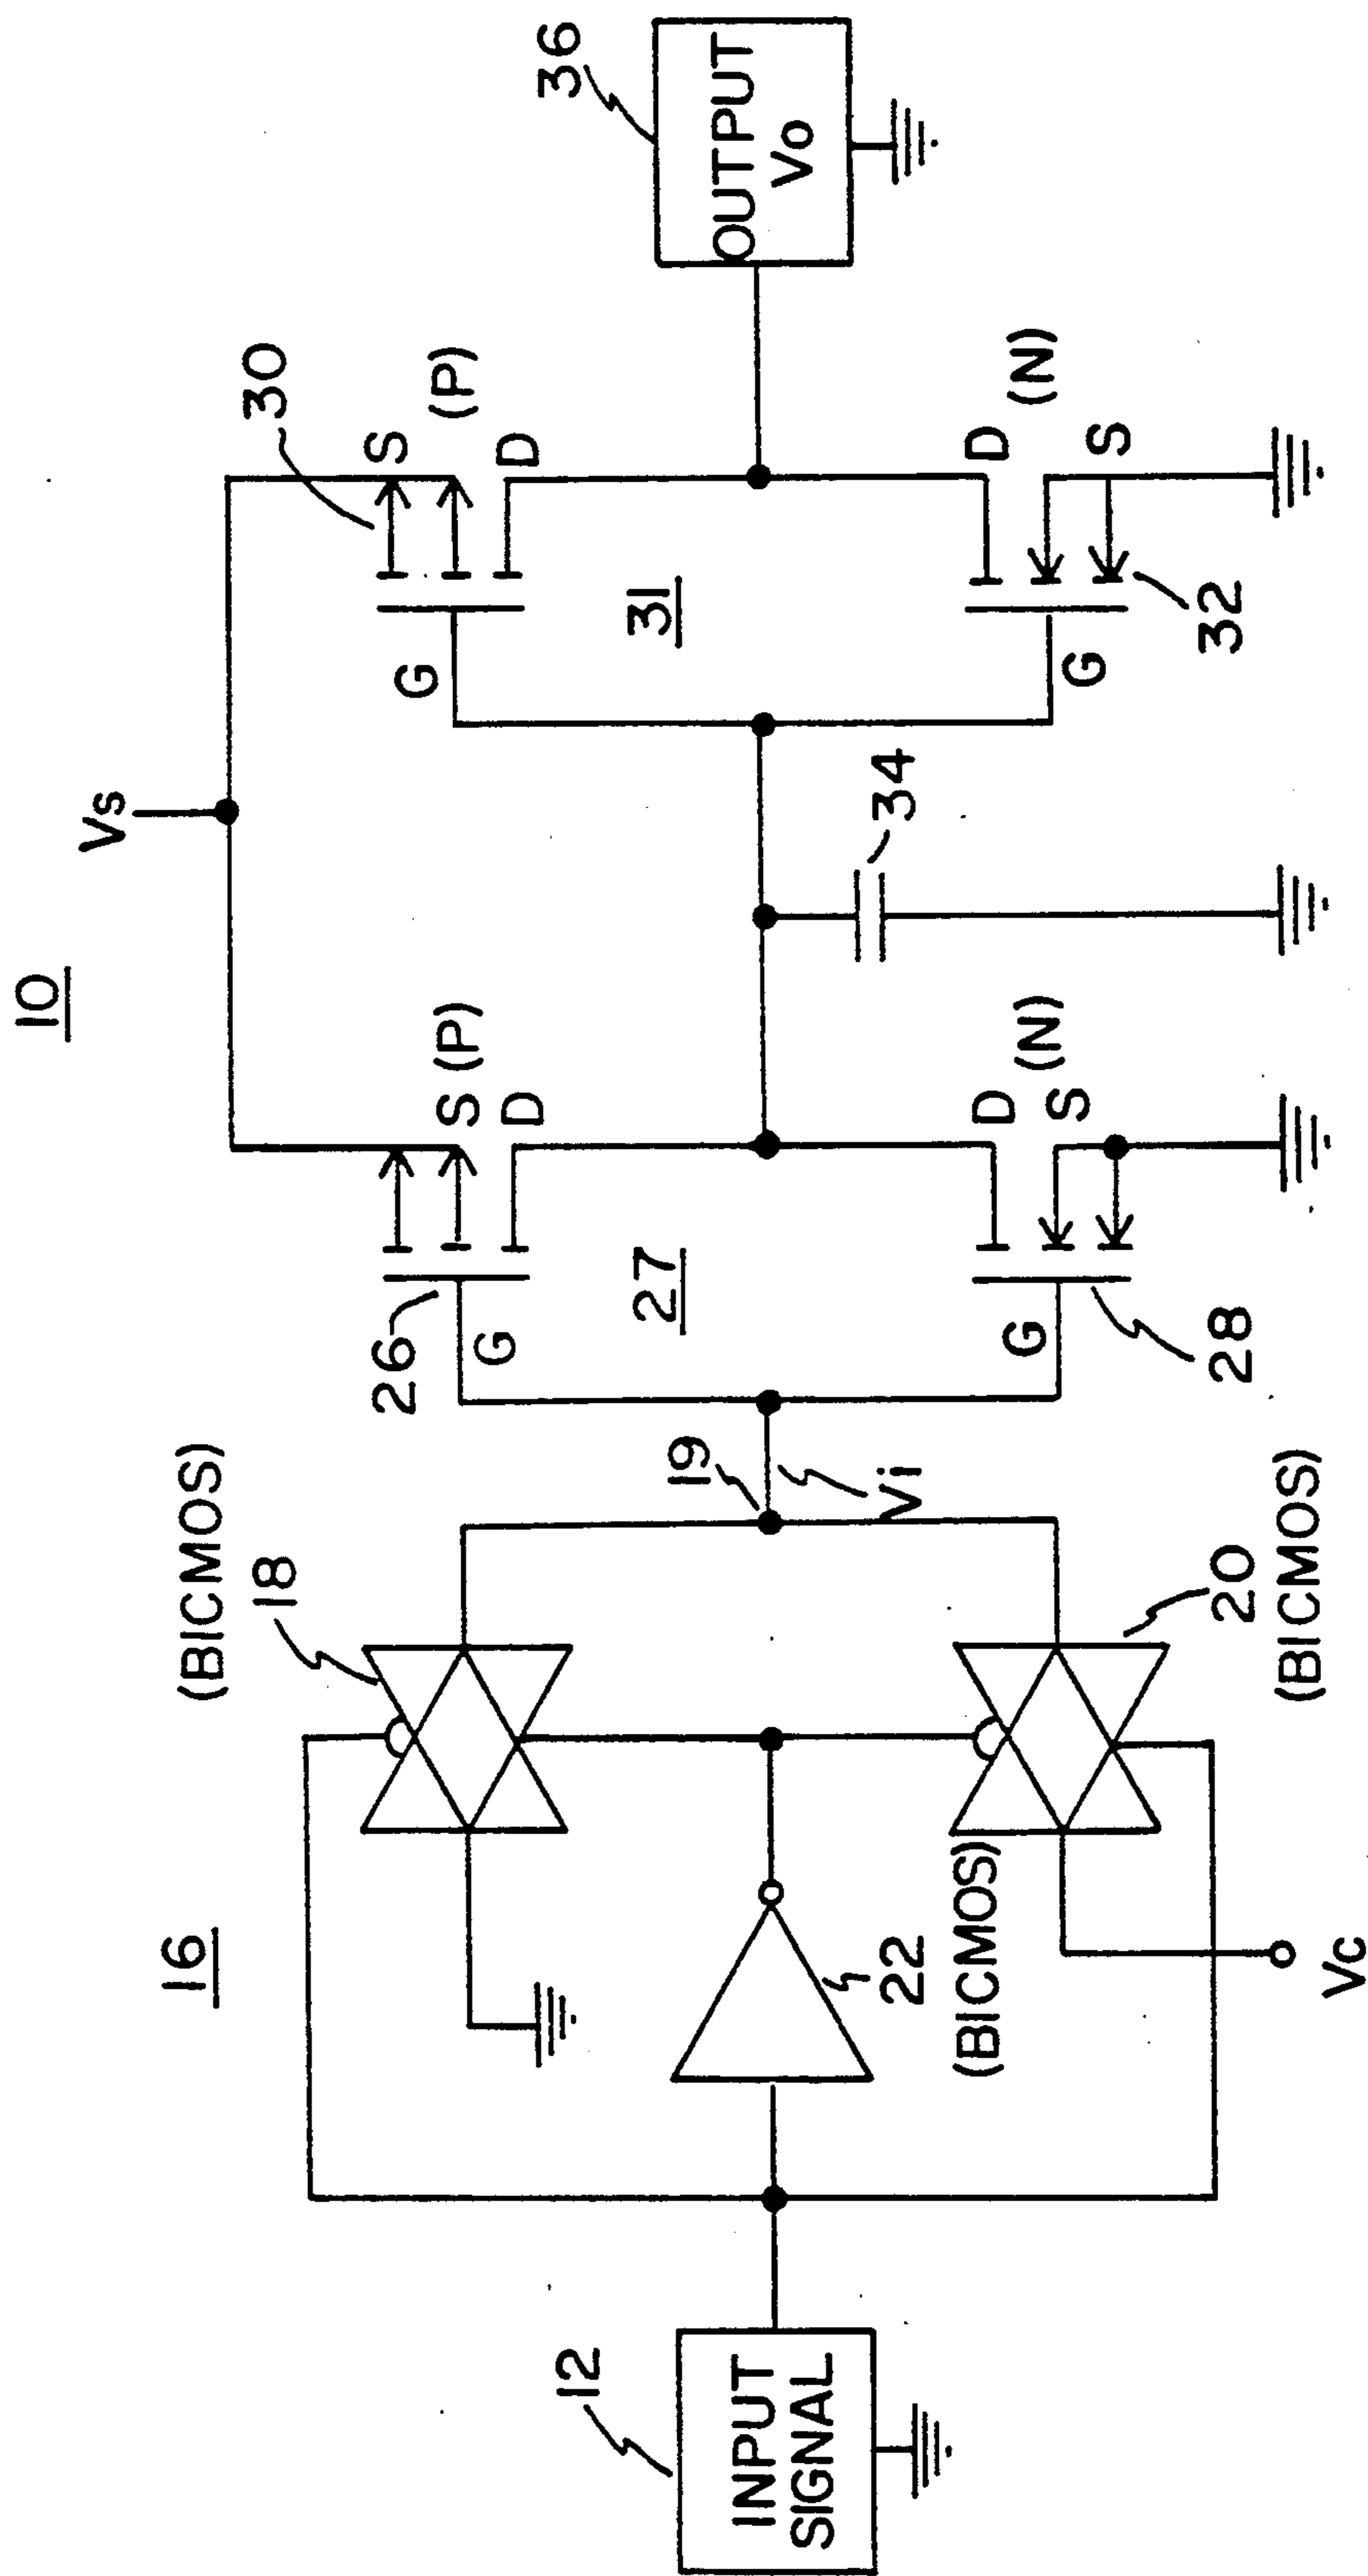 10
Vs
30
S
(P)
D
G
31
36
OUTPUT
Vo
(N)
D
S
G
32
34
S (P)
D
26
G
27
D
(N)
S
G
28
(BICMOS)
18
19
Vi
20
(BICMOS)
16
22
(BICMOS)
Vc
12
INPUT
SIGNAL